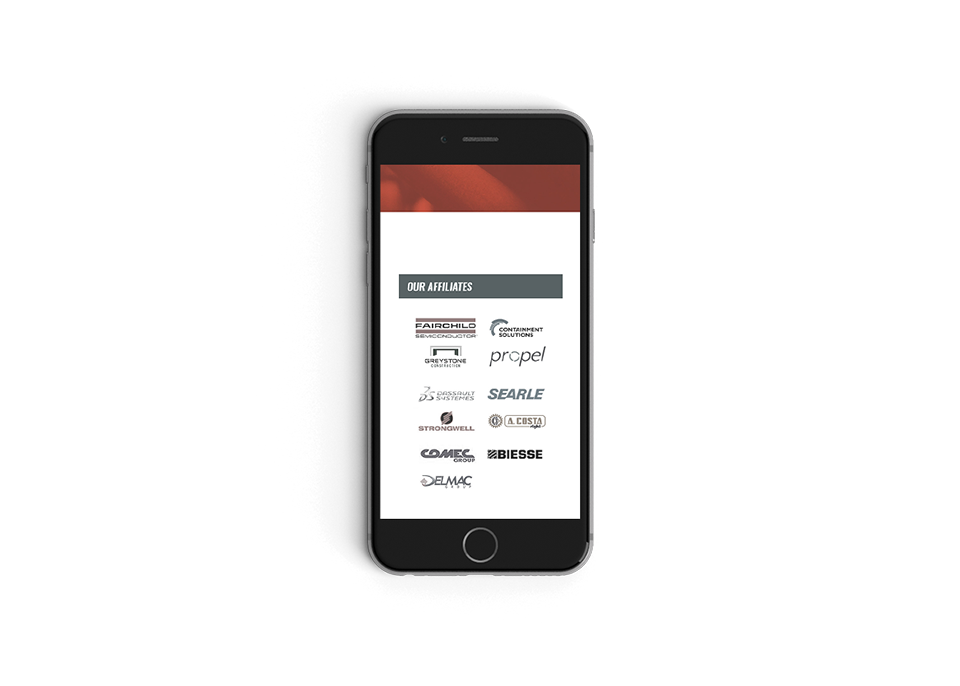 OUR AFFILIATES
FAIRCHILD
SEMICONDUCTOR
CONTAINMENT
SOLUTIONS
GREYSTONE
CONSTRUCTION
propel
DASSAULT
SYSTEMES
SEARLE
STRONGWELL
A. COSTA
COMEC
GROUP
BIESSE
DELMAC
GROUP